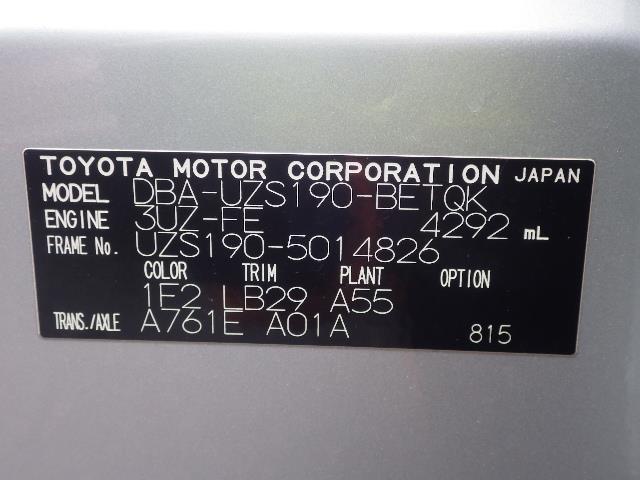 TOYOTA MOTOR CORPORATION JAPAN
MODEL DBA-UZS190-BETQK
ENGINE 3UZ-FE 4292 mL
FRAME No. UZS190-5014826
COLOR TRIM PLANT OPTION
1E2 LB29 A55
TRANS./AXLE A761E A01A 815